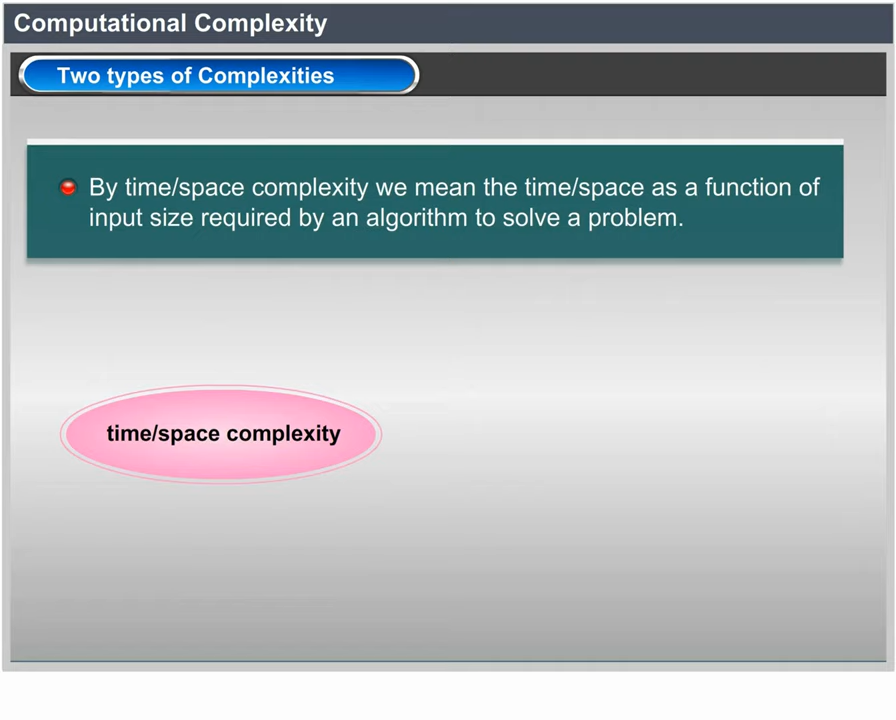 Computational Complexity
Two types of Complexities
By time/space complexity we mean the time/space as a function of
input size required by an algorithm to solve a problem.
time/space complexity